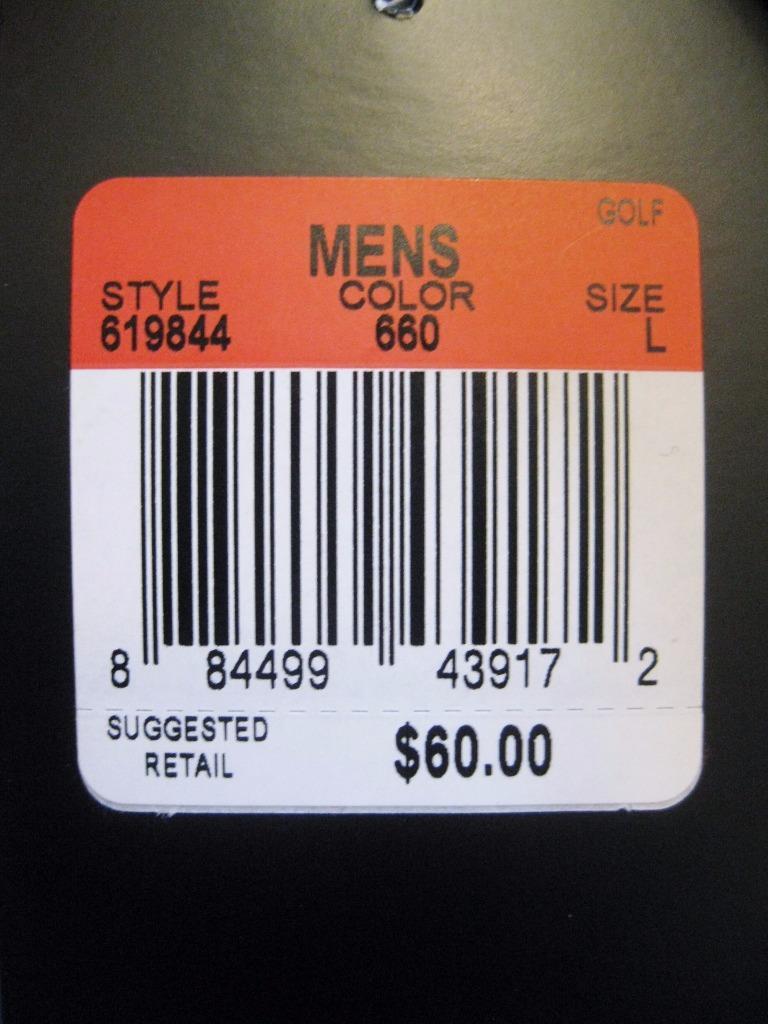 GOLF
MENS
STYLE COLOR SIZE
619844 660 L
8 84499 43917 2
SUGGESTED RETAIL $60.00